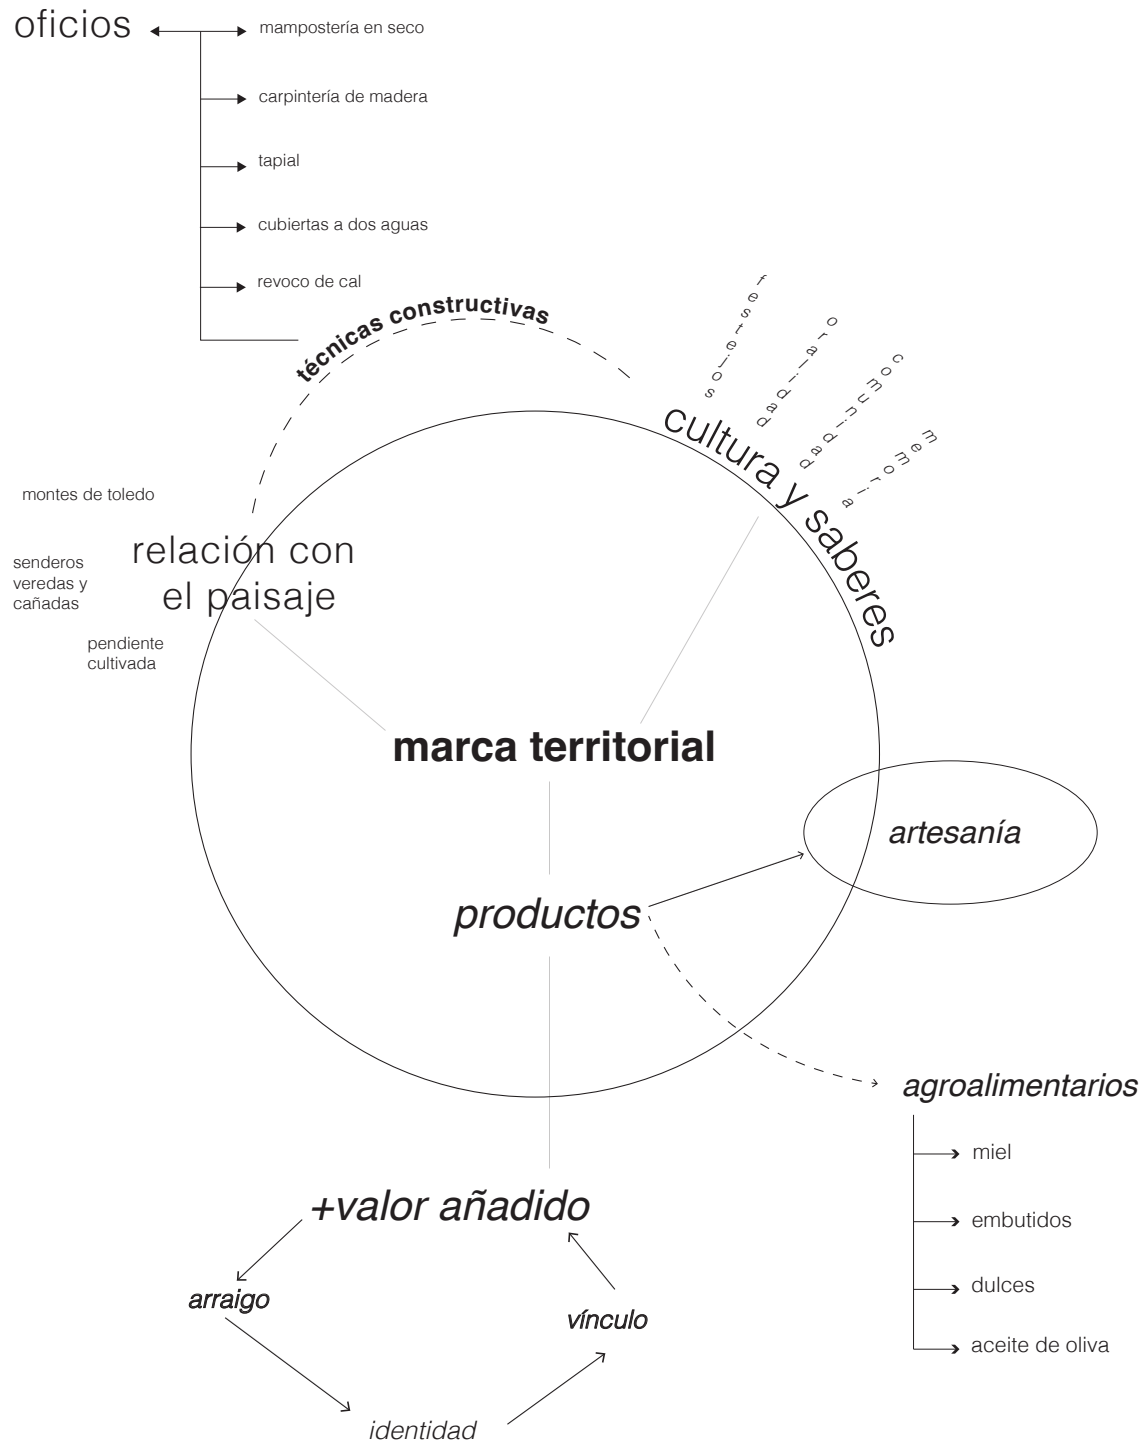 oficios
mampostería en seco
carpintería de madera
tapial
cubiertas a dos aguas
revoco de cal
técnicas constructivas
festejos
oralidad
comunidad
memoria
cultura y saberes
montes de toledo
relación con
el paisaje
senderos
veredas y
cañadas
pendiente
cultivada
marca territorial
artesanía
productos
agroalimentarios
miel
embutidos
dulces
aceite de oliva
+valor añadido
arraigo
vínculo
identidad